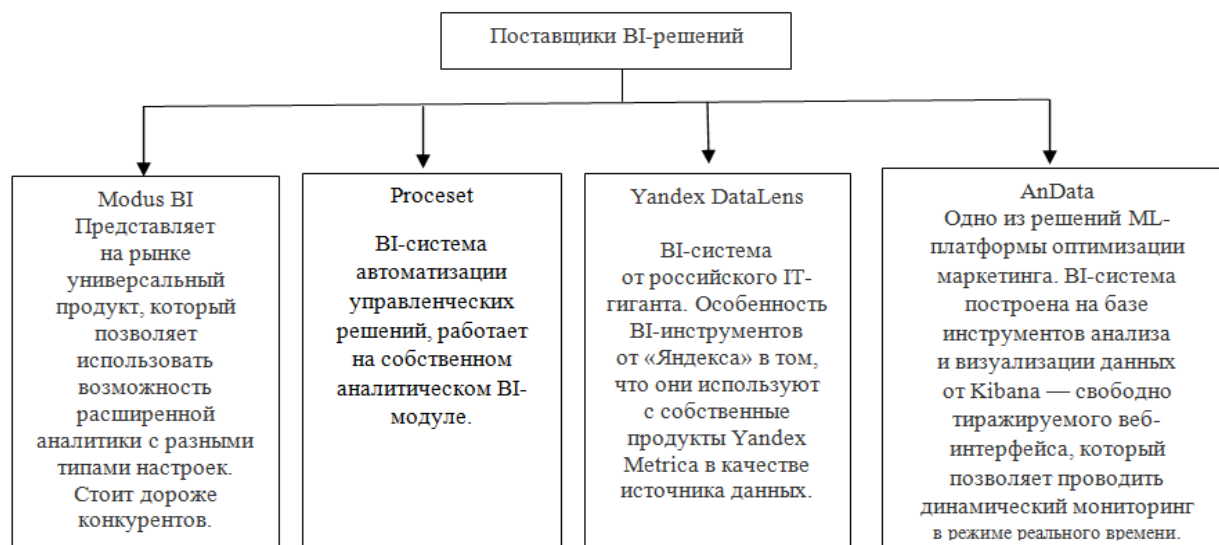 Поставщики BI-решений
Modus BI
Представляет
на рынке
универсальный
продукт, который
позволяет
использовать
возможность
расширенной
аналитики с разными
типами настроек.
Стоит дороже
конкурентов.
Proceset
BI-система
автоматизации
управленческих
решений, работает
на собственном
аналитическом BI-
модуле.
Yandex DataLens
BI-система
от российского IT-
гиганта. Особенность
BI-инструментов
от «Яндекса» в том,
что они используют
с собственные
продукты Yandex
Metrica в качестве
источника данных.
AnData
Одно из решений ML-
платформы оптимизации
маркетинга. BI-система
построена на базе
инструментов анализа
и визуализации данных
от Kibana — свободно
тиражируемого веб-
интерфейса, который
позволяет проводить
динамический мониторинг
в режиме реального времени.